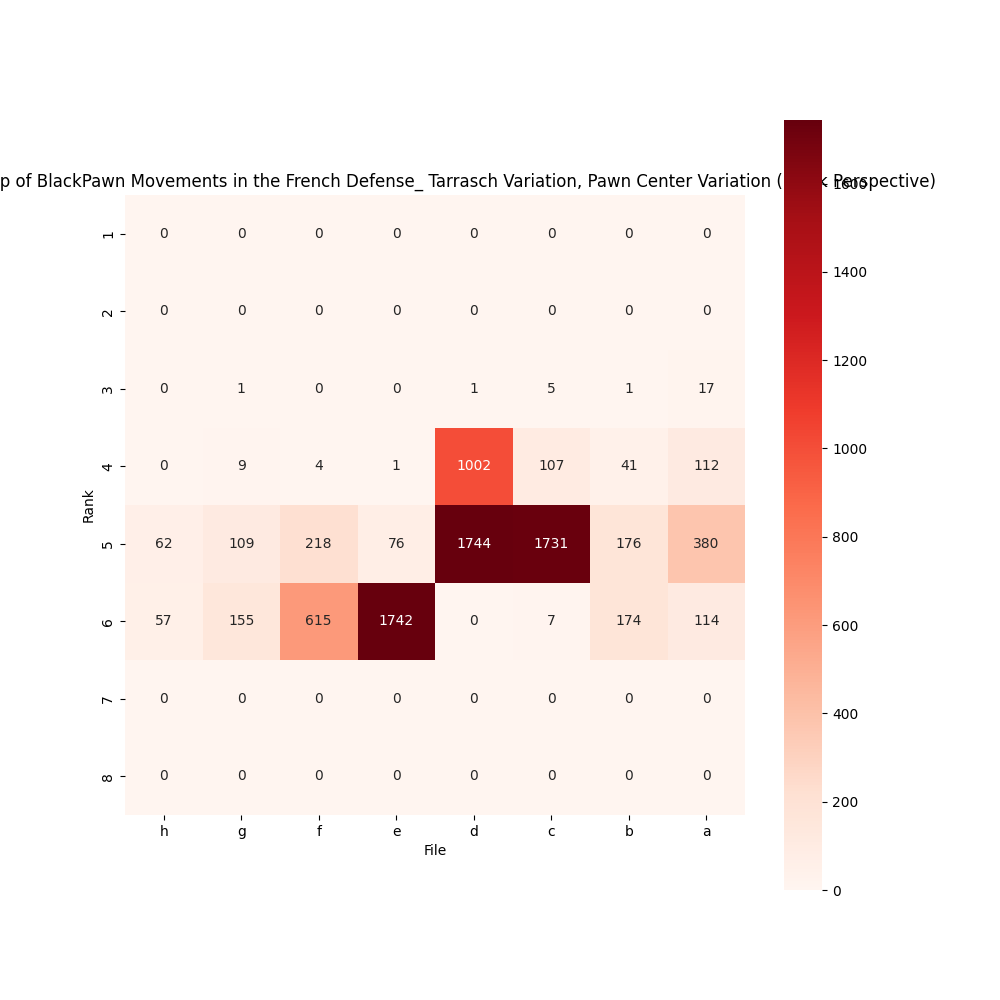 p of BlackPawn Movements in the French Defense_ Tarrasch Variation, Pawn Center Variation ( Perspective)
1600
1 0 0 0 0 0 0 0 0
1400
2 0 0 0 0 0 0 0 0
1200
3 0 1 0 0 1 5 1 17
1000
4 0 9 4 1 1002 107 41 112
Rank
800
5 62 109 218 76 1744 1731 176 380
600
6 57 155 615 1742 0 7 174 114
400
7 0 0 0 0 0 0 0 0
200
8 0 0 0 0 0 0 0 0
h g f e d c b a
File
0